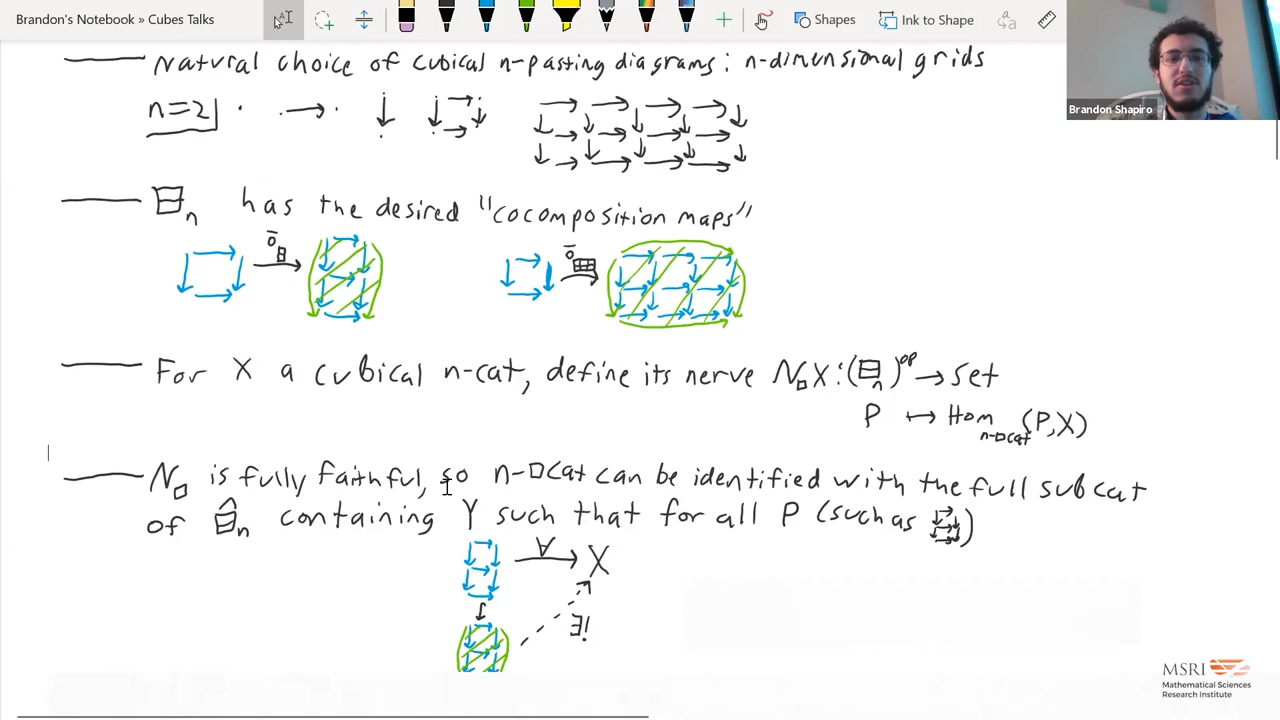 Brandon's Notebook » Cubes Talks
Shapes
Ink to Shape
Brandon Shapiro
Natural choice of cubical n-pasting diagrams: n-dimensional grids
n=2
⊟n has the desired "cocomposition maps"
For X a cubical n-cat, define its nerve N□X : (⊟n)^op → Set
P ↦ Hom n-□Cat (P,X)
N□ is fully faithful, so n-□Cat can be identified with the full subcat
of ⊟̂n containing Y such that for all P (such as )
∀ X
∃!
MSRI
Mathematical Sciences
Research Institute